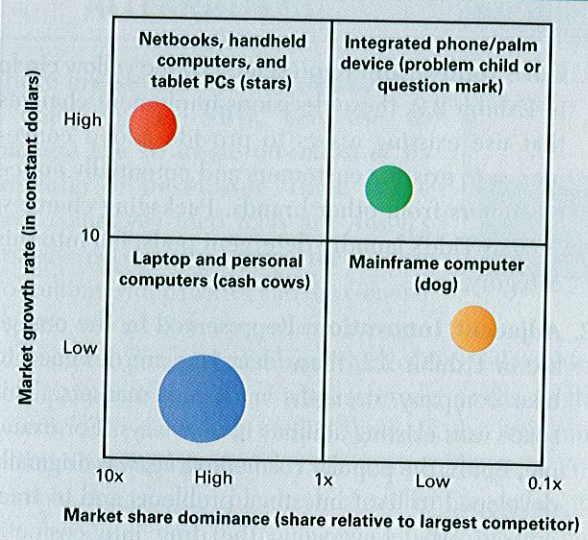 Netbooks, handheld
computers, and
tablet PCs (stars)
Integrated phone/palm
device (problem child or
question mark)
High
10
Laptop and personal
computers (cash cows)
Mainframe computer
(dog)
Low
Market growth rate (in constant dollars)
10x
High
1x
Low
0.1x
Market share dominance (share relative to largest competitor)